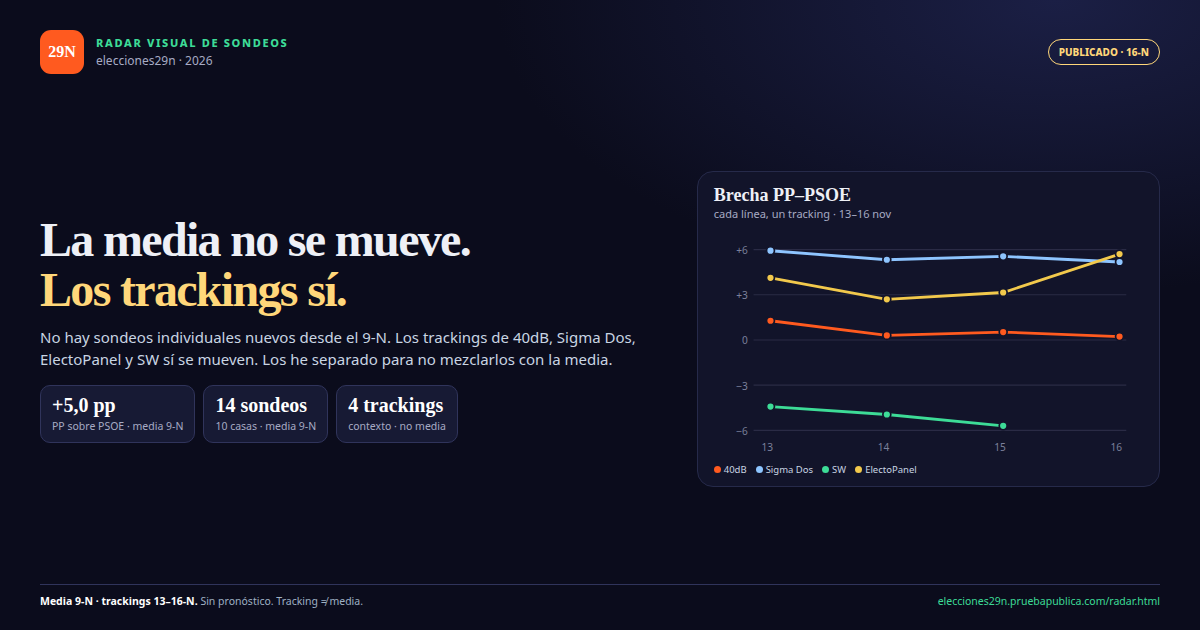 29N
RADAR VISUAL DE SONDEOS
elecciones29n · 2026
PUBLICADO · 16-N
La media no se mueve.
Los trackings sí.
No hay sondeos individuales nuevos desde el 9-N. Los trackings de 40dB, Sigma Dos,
ElectoPanel y SW sí se mueven. Los he separado para no mezclarlos con la media.
+5,0 pp
PP sobre PSOE · media 9-N
14 sondeos
10 casas · media 9-N
4 trackings
contexto · no media
Brecha PP–PSOE
cada línea, un tracking · 13–16 nov
+6
+3
0
−3
−6
13 14 15 16
40dB Sigma Dos SW ElectoPanel
Media 9-N · trackings 13–16-N. Sin pronóstico. Tracking ≠ media.
elecciones29n.pruebapublica.com/radar.html